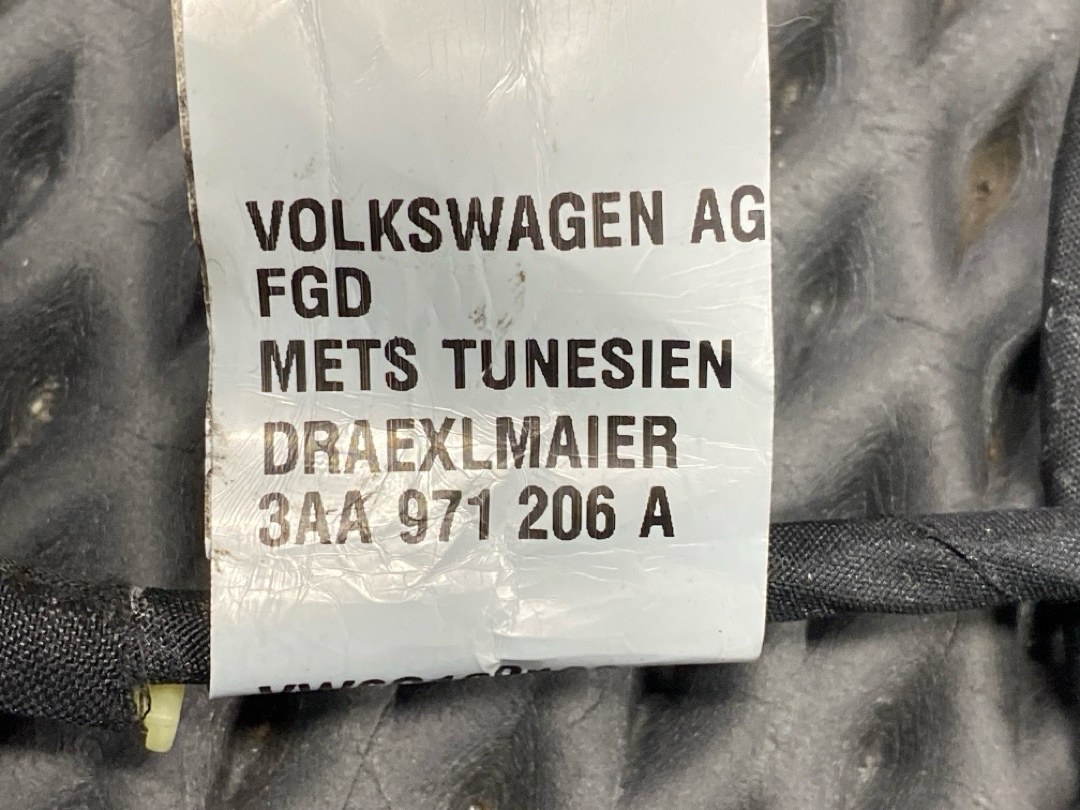 VOLKSWAGEN AG
FGD
METS TUNESIEN
DRAEXLMAIER
3AA 971 206 A